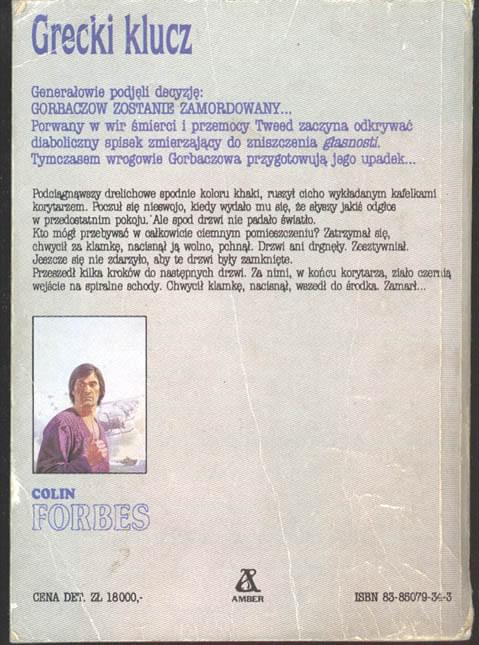 Grecki klucz
Generałowie podjęli decyzję:
GORBACZOW ZOSTANIE ZAMORDOWANY...
Porwany w wir śmierci i przemocy Tweed zaczyna odkrywać
diaboliczny spisek zmierzający do zniszczenia głasnosti.
Tymczasem wrogowie Gorbaczowa przygotowują jego upadek...
Podciągnąwszy drelichowe spodnie koloru khaki, ruszył cicho wykładanym kafelkami
korytarzem. Poczuł się nieswojo, kiedy wydało mu się, że słyszy jakiś odgłos
w przedostatnim pokoju. Ale spod drzwi nie padało światło.
Kto mógł przebywać w całkowicie ciemnym pomieszczeniu? Zatrzymał się,
chwycił za klamkę, nacisnął ją wolno, pchnął. Drzwi ani drgnęły. Zesztywniał.
Jeszcze się nie zdarzyło, aby te drzwi były zamknięte.
Przeszedł kilka kroków do następnych drzwi. Za nimi, w końcu korytarza, ziało czernią
wejście na spiralne schody. Chwycił klamkę, nacisnął, wszedł do środka. Zamarł...
COLIN
FORBES
CENA DET. ZŁ 18000,-
AMBER
ISBN 83-85079-34-3